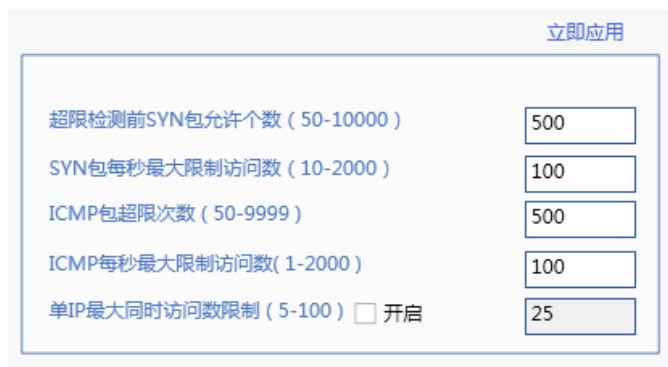 立即应用
超限检测前SYN包允许个数 ( 50-10000 ) 500
SYN包每秒最大限制访问数 ( 10-2000 ) 100
ICMP包超限次数 ( 50-9999 ) 500
ICMP每秒最大限制访问数( 1-2000 ) 100
单IP最大同时访问数限制 ( 5-100 ) 开启 25